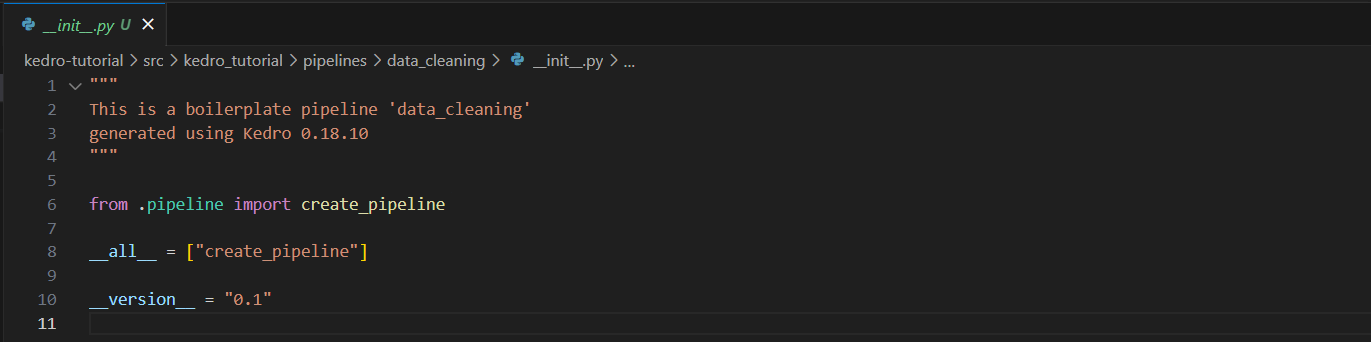 __init__.py U ×
kedro-tutorial > src > kedro_tutorial > pipelines > data_cleaning > __init__.py > ...
1 """
2 This is a boilerplate pipeline 'data_cleaning'
3 generated using Kedro 0.18.10
4 """
5
6 from .pipeline import create_pipeline
7
8 __all__ = ["create_pipeline"]
9
10 __version__ = "0.1"
11